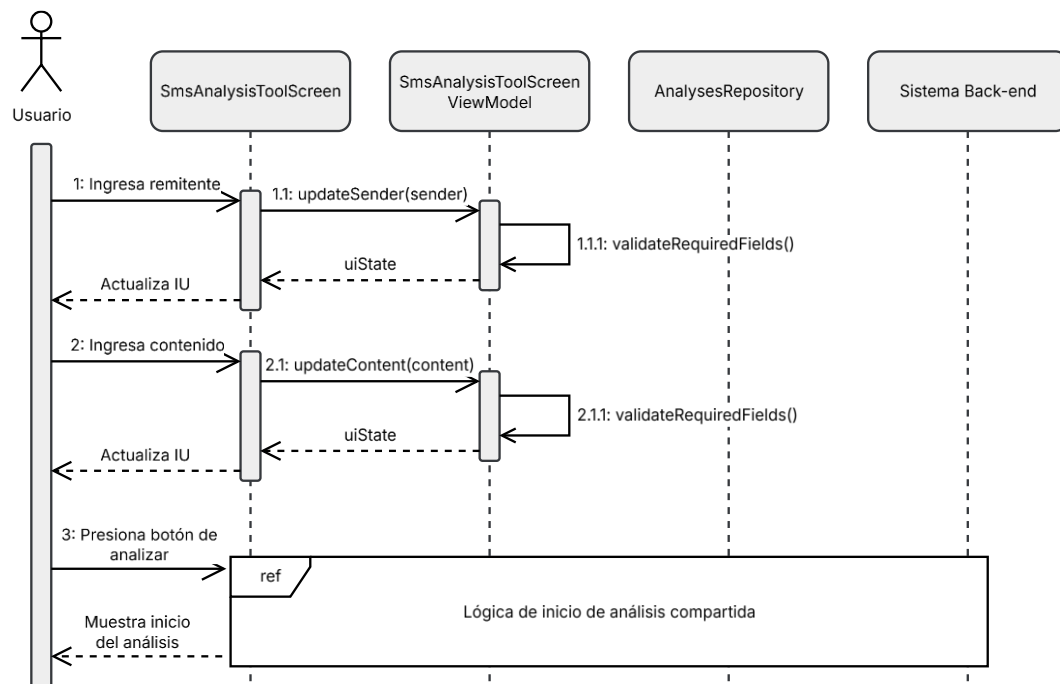 Usuario
SmsAnalysisToolScreen
SmsAnalysisToolScreen
ViewModel
AnalysesRepository
Sistema Back-end
1: Ingresa remitente
1.1: updateSender(sender)
1.1.1: validateRequiredFields()
uiState
Actualiza IU
2: Ingresa contenido
2.1: updateContent(content)
2.1.1: validateRequiredFields()
uiState
Actualiza IU
3: Presiona botón de
analizar
ref
Lógica de inicio de análisis compartida
Muestra inicio
del análisis